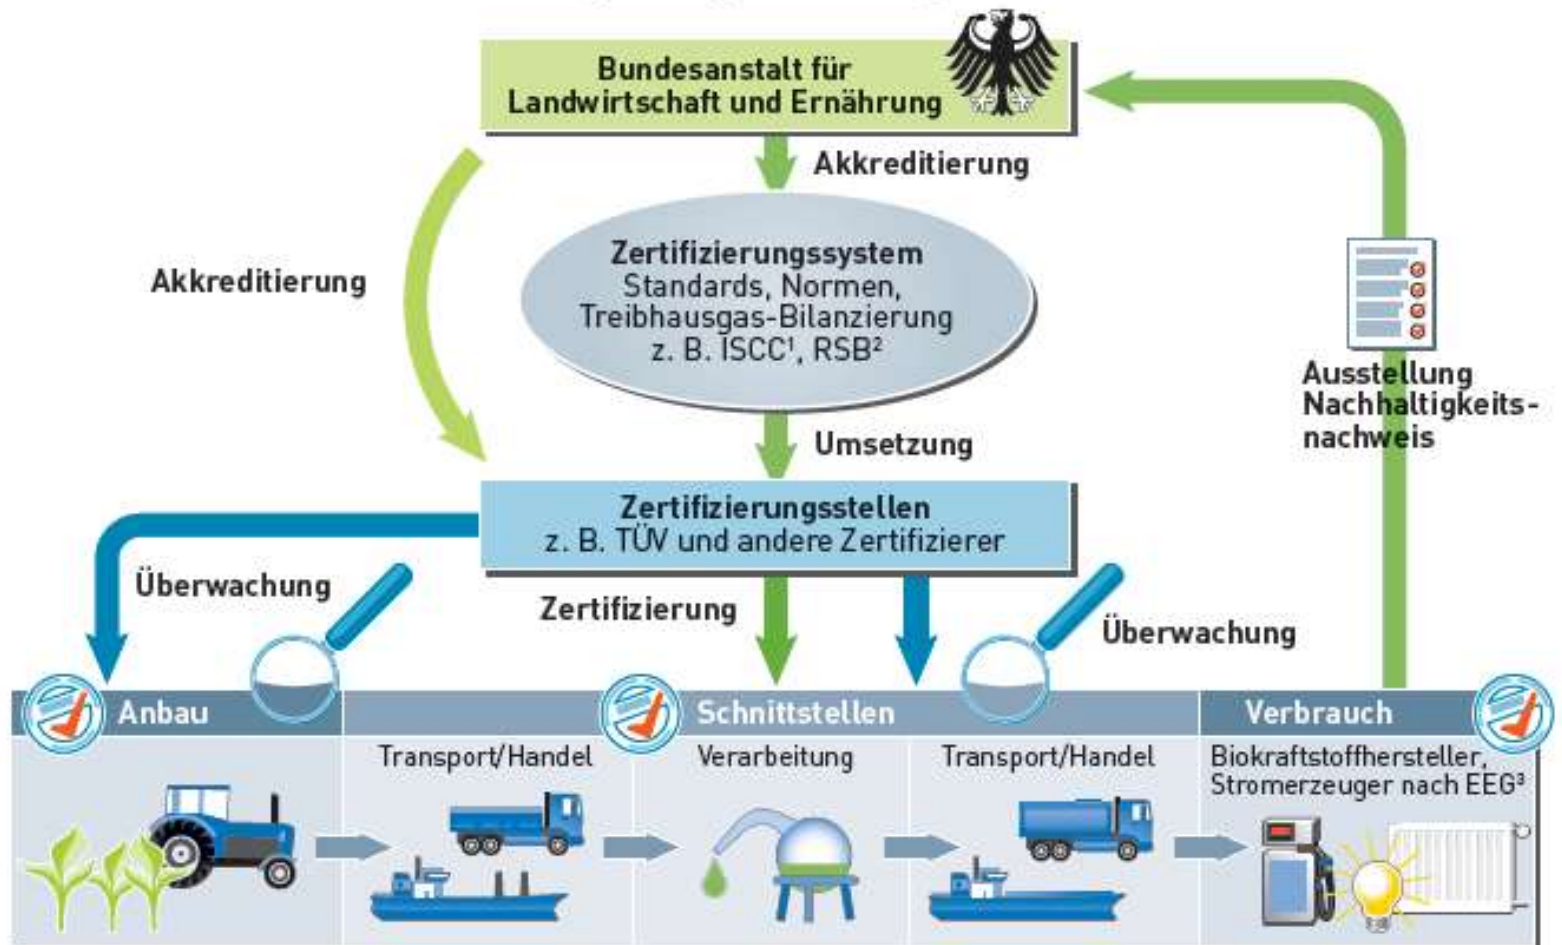 Bundesanstalt für
Landwirtschaft und Ernährung
Akkreditierung
Akkreditierung
Zertifizierungssystem
Standards, Normen,
Treibhausgas-Bilanzierung
z. B. ISCC¹, RSB²
Ausstellung
Nachhaltigkeits-
nachweis
Umsetzung
Zertifizierungsstellen
z. B. TÜV und andere Zertifizierer
Überwachung
Zertifizierung
Überwachung
Anbau
Schnittstellen
Verbrauch
Transport/Handel
Verarbeitung
Transport/Handel
Biokraftstoffhersteller,
Stromerzeuger nach EEG³